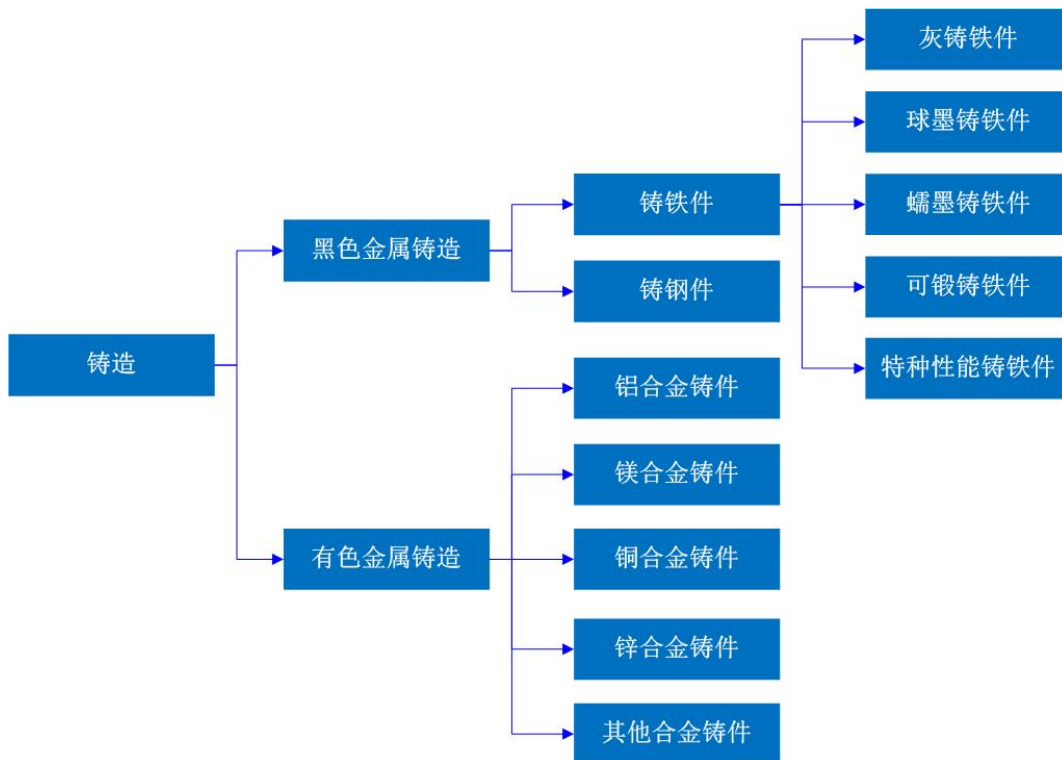 灰铸铁件
球墨铸铁件
铸铁件
蠕墨铸铁件
黑色金属铸造
铸钢件
可锻铸铁件
铸造
特种性能铸铁件
铝合金铸件
镁合金铸件
有色金属铸造
铜合金铸件
锌合金铸件
其他合金铸件